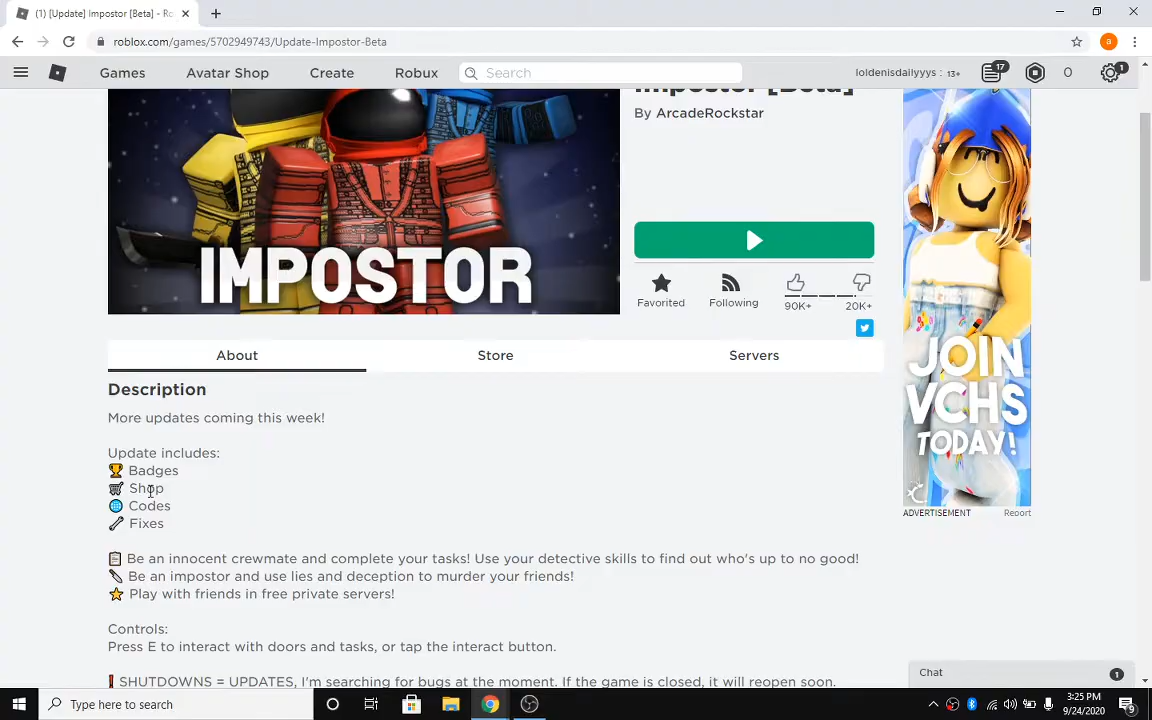 (1) [Update] Impostor [Beta] - Ro
roblox.com/games/5702949743/Update-Impostor-Beta
a
Games
Avatar Shop
Create
Robux
Search
loldenisdailyyys : 13+
17
0
1
Impostor [Beta]
By ArcadeRockstar
IMPOSTOR
Favorited
Following
90K+
20K+
About
Store
Servers
Description
More updates coming this week!
Update includes:
🏆 Badges
🛒 Shop
🌐 Codes
🔧 Fixes
📋 Be an innocent crewmate and complete your tasks! Use your detective skills to find out who's up to no good!
🔪 Be an impostor and use lies and deception to murder your friends!
⭐ Play with friends in free private servers!
Controls:
Press E to interact with doors and tasks, or tap the interact button.
❗ SHUTDOWNS = UPDATES, I'm searching for bugs at the moment. If the game is closed, it will reopen soon.
JOIN
VCHS
TODAY!
ADVERTISEMENT
Report
Chat
1
Type here to search
3:25 PM
9/24/2020
9